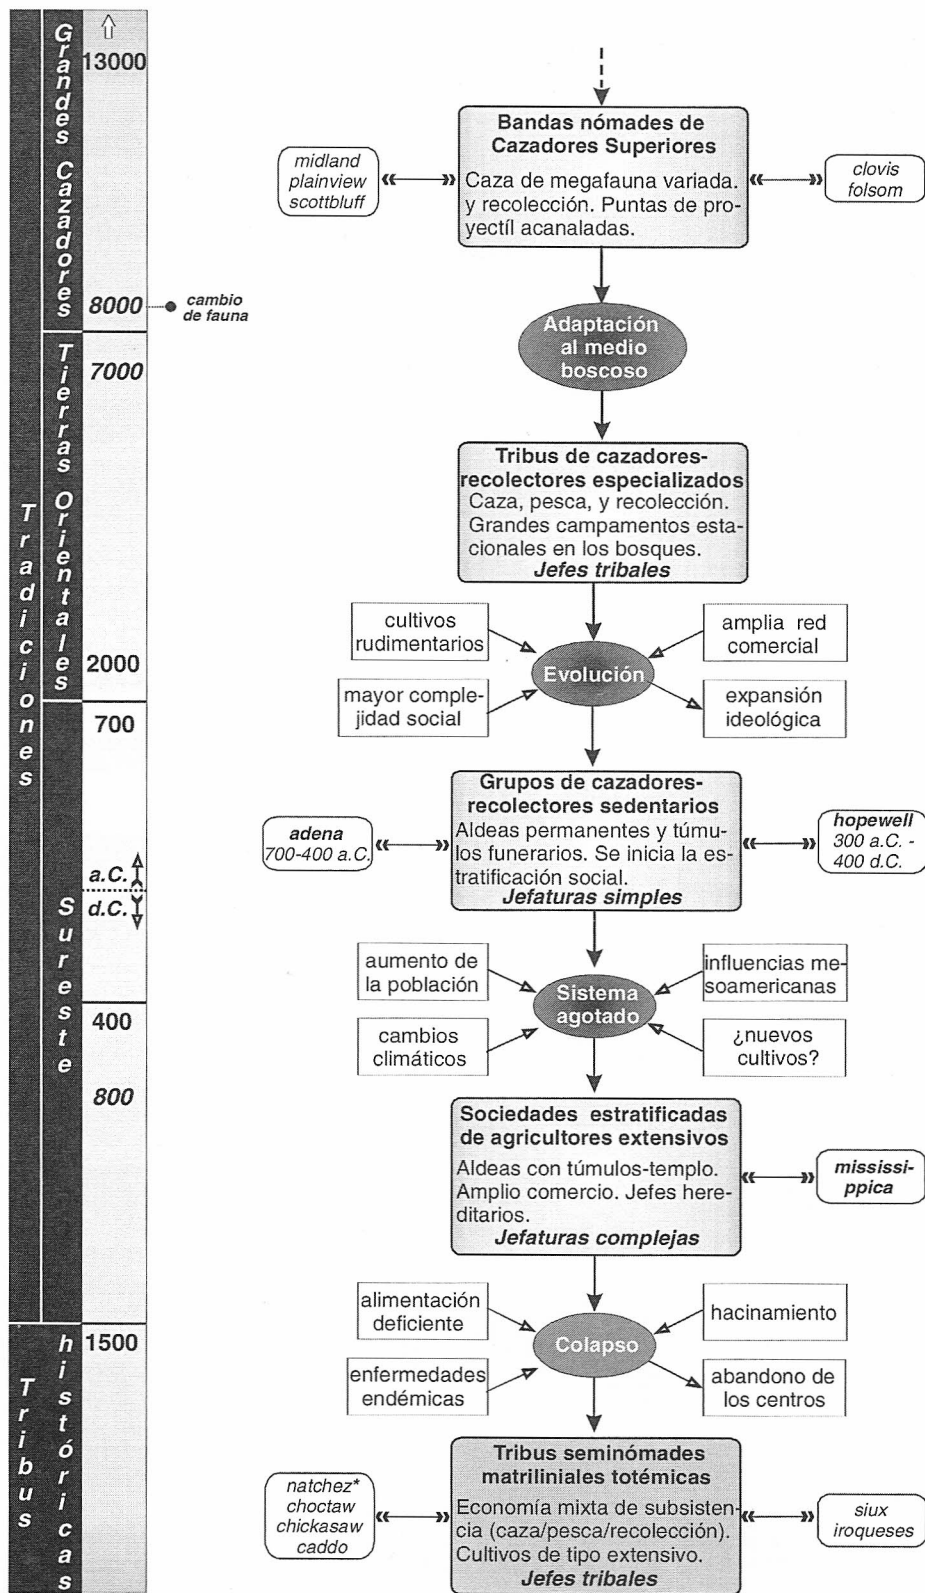 Tradiciones
Grandes Cazadores
Tierras Orientales
Sureste
Tribus históricas
13000
8000
7000
2000
700
a.C.
d.C.
400
800
1500
cambio
de fauna
Bandas nómades de
Cazadores Superiores
Caza de megafauna variada.
y recolección. Puntas de pro-
yectíl acanaladas.
midland
plainview
scottbluff
clovis
folsom
Adaptación
al medio
boscoso
Tribus de cazadores-
recolectores especializados
Caza, pesca, y recolección.
Grandes campamentos esta-
cionales en los bosques.
Jefes tribales
cultivos
rudimentarios
amplia red
comercial
Evolución
mayor comple-
jidad social
expansión
ideológica
Grupos de cazadores-
recolectores sedentarios
Aldeas permanentes y túmu-
los funerarios. Se inicia la es-
tratificación social.
Jefaturas simples
adena
700-400 a.C.
hopewell
300 a.C. -
400 d.C.
aumento de
la población
influencias me-
soamericanas
Sistema
agotado
cambios
climáticos
¿nuevos
cultivos?
Sociedades estratificadas
de agricultores extensivos
Aldeas con túmulos-templo.
Amplio comercio. Jefes here-
ditarios.
Jefaturas complejas
mississi-
ppica
alimentación
deficiente
hacinamiento
Colapso
enfermedades
endémicas
abandono de
los centros
Tribus seminómades
matriliniales totémicas
Economía mixta de subsisten-
cia (caza/pesca/recolección).
Cultivos de tipo extensivo.
Jefes tribales
natchez*
choctaw
chickasaw
caddo
siux
iroqueses